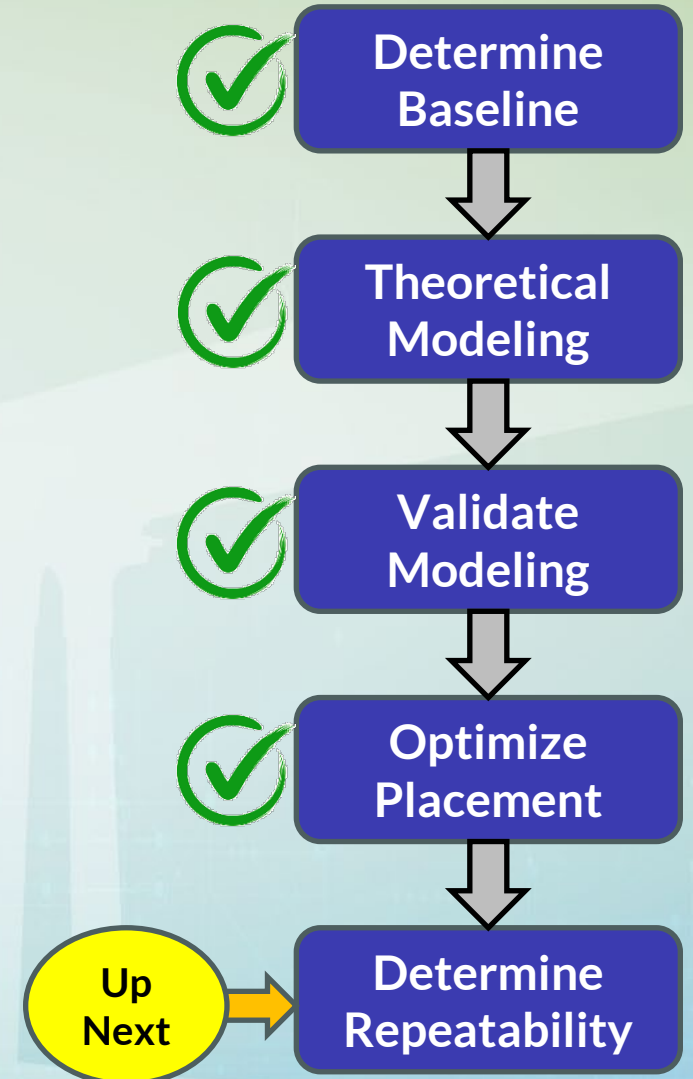 Determine
Baseline
Theoretical
Modeling
Validate
Modeling
Optimize
Placement
Up
Next
Determine
Repeatability